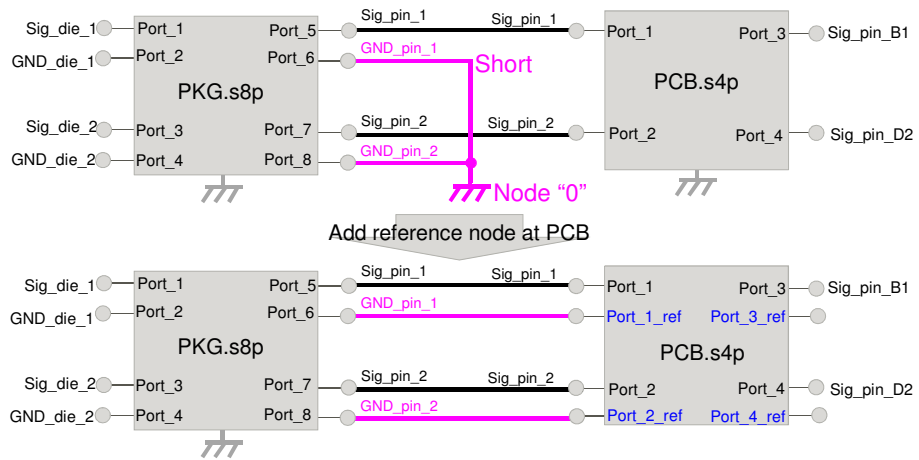 Sig_die_1 Port_1 Port_5 Sig_pin_1 Sig_pin_1 Port_1 Port_3 Sig_pin_B1
GND_die_1 Port_2 Port_6 GND_pin_1 Short
PKG.s8p PCB.s4p
Sig_die_2 Port_3 Port_7 Sig_pin_2 Sig_pin_2 Port_2 Port_4 Sig_pin_D2
GND_die_2 Port_4 Port_8 GND_pin_2
Node “0”
Add reference node at PCB
Sig_die_1 Port_1 Port_5 Sig_pin_1 Sig_pin_1 Port_1 Port_3 Sig_pin_B1
GND_die_1 Port_2 Port_6 GND_pin_1 Port_1_ref Port_3_ref
PKG.s8p PCB.s4p
Sig_die_2 Port_3 Port_7 Sig_pin_2 Sig_pin_2 Port_2 Port_4 Sig_pin_D2
GND_die_2 Port_4 Port_8 GND_pin_2 Port_2_ref Port_4_ref